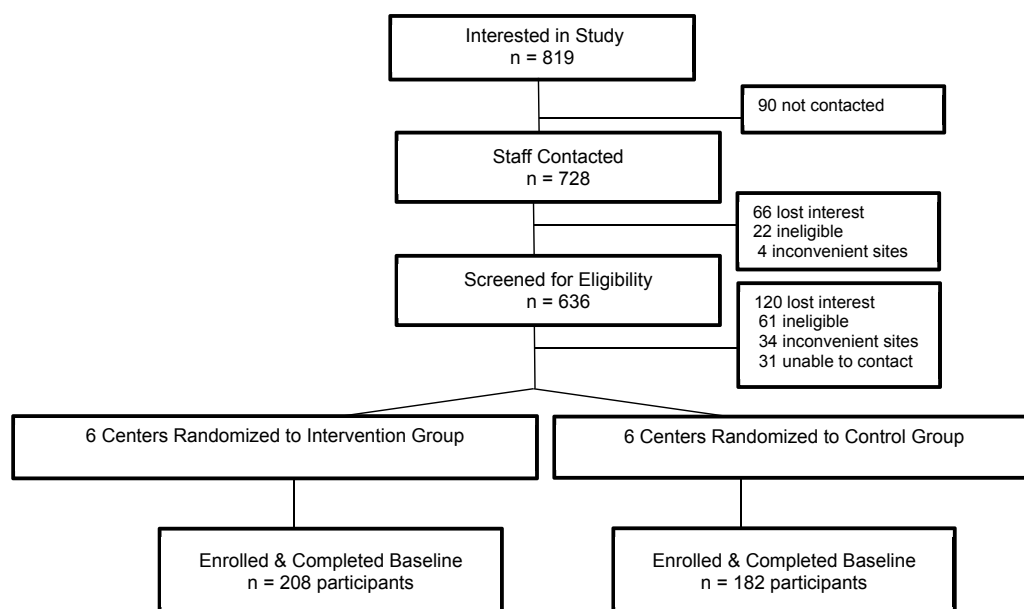 Interested in Study
n = 819
90 not contacted
Staff Contacted
n = 728
66 lost interest
22 ineligible
4 inconvenient sites
Screened for Eligibility
n = 636
120 lost interest
61 ineligible
34 inconvenient sites
31 unable to contact
6 Centers Randomized to Intervention Group
6 Centers Randomized to Control Group
Enrolled & Completed Baseline
n = 208 participants
Enrolled & Completed Baseline
n = 182 participants